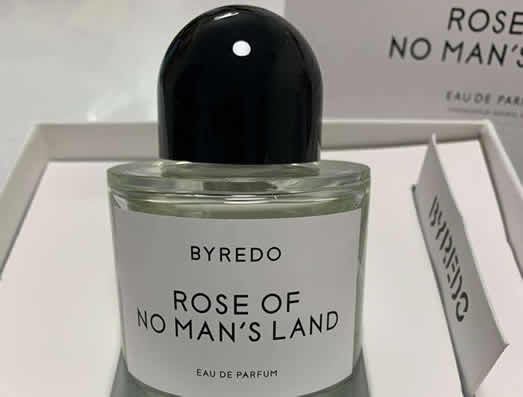 ROSE
NO MAN'S
EAU DE PARF
BYREDO
ROSE OF
NO MAN'S LAND
EAU DE PARFUM
BYREDO